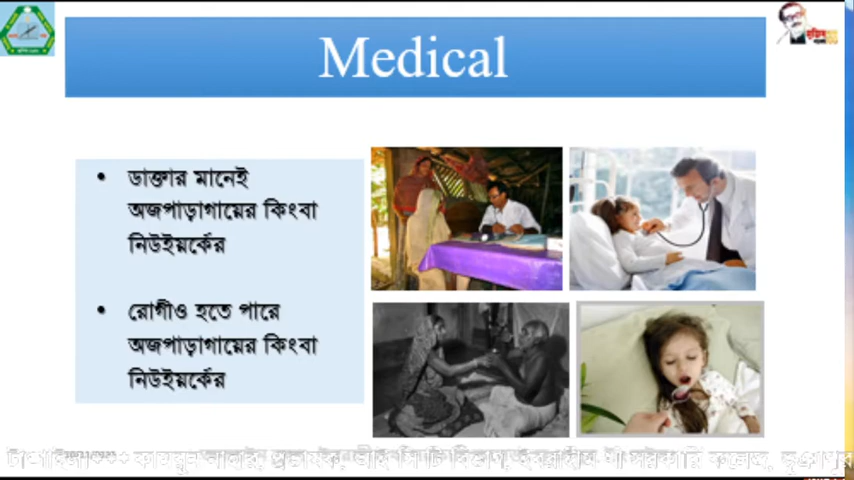 Medical
• ডাক্তার মানেই
অজপাড়াগায়ের কিংবা
নিউইয়র্কের
• রোগীও হতে পারে
অজপাড়াগায়ের কিংবা
নিউইয়র্কের